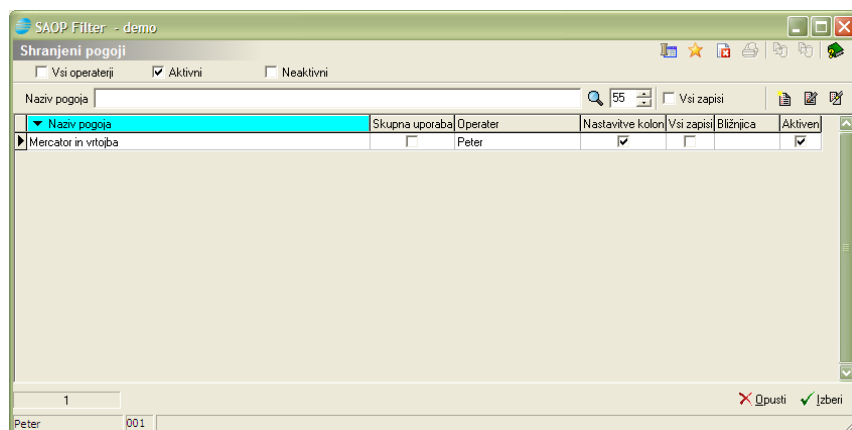 SAOP Filter - demo
Shranjeni pogoji
Vsi operaterji Aktivni Neaktivni
Naziv pogoja 55 Vsi zapisi
Naziv pogoja Skupna uporaba Operater Nastavitve kolon Vsi zapisi Bližnjica Aktiven
Mercator in vrtojba Peter
1 Opusti Izberi
Peter 001